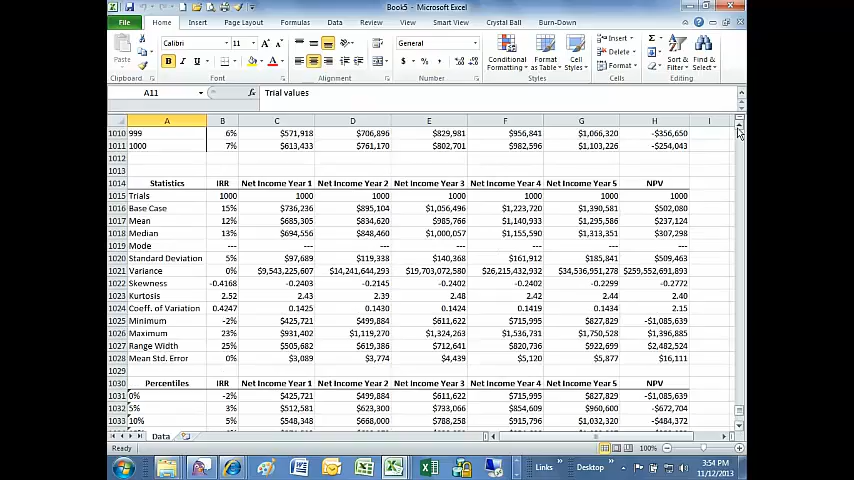 Book5 - Microsoft Excel
File Home Insert Page Layout Formulas Data Review View Smart View Crystal Ball Burn-Down
Calibri 11 Insert Σ
Paste B I U $ % , Conditional Formatting Format as Table Cell Styles Delete Format Sort & Filter Find & Select
Clipboard Font Alignment Number Styles Cells Editing
A11 fx Trial values
A B C D E F G H I
1010 999 6% $571,918 $706,896 $829,981 $956,841 $1,066,320 -$356,650
1011 1000 7% $613,433 $761,170 $802,701 $982,596 $1,103,226 -$254,043
1012
1013
1014 Statistics IRR Net Income Year 1 Net Income Year 2 Net Income Year 3 Net Income Year 4 Net Income Year 5 NPV
1015 Trials 1000 1000 1000 1000 1000 1000 1000
1016 Base Case 15% $736,236 $895,104 $1,056,496 $1,223,720 $1,390,581 $502,080
1017 Mean 12% $685,305 $834,620 $985,766 $1,140,933 $1,295,586 $237,124
1018 Median 13% $694,556 $848,460 $1,000,057 $1,155,590 $1,313,351 $307,298
1019 Mode --- --- --- --- --- --- ---
1020 Standard Deviation 5% $97,689 $119,338 $140,368 $161,912 $185,841 $509,463
1021 Variance 0% $9,543,225,607 $14,241,644,293 $19,703,072,580 $26,215,432,932 $34,536,951,278 $259,552,691,893
1022 Skewness -0.4168 -0.2403 -0.2145 -0.2402 -0.2402 -0.2299 -0.2772
1023 Kurtosis 2.52 2.43 2.39 2.48 2.42 2.44 2.40
1024 Coeff. of Variation 0.4247 0.1425 0.1430 0.1424 0.1419 0.1434 2.15
1025 Minimum -2% $425,721 $499,884 $611,622 $715,995 $827,829 -$1,085,639
1026 Maximum 23% $931,402 $1,119,270 $1,324,263 $1,536,731 $1,750,528 $1,396,885
1027 Range Width 25% $505,682 $619,386 $712,641 $820,736 $922,699 $2,482,524
1028 Mean Std. Error 0% $3,089 $3,774 $4,439 $5,120 $5,877 $16,111
1029
1030 Percentiles IRR Net Income Year 1 Net Income Year 2 Net Income Year 3 Net Income Year 4 Net Income Year 5 NPV
1031 0% -2% $425,721 $499,884 $611,622 $715,995 $827,829 -$1,085,639
1032 5% 3% $512,581 $623,300 $733,066 $854,609 $960,600 -$672,704
1033 10% 5% $548,348 $788,258 $915,796 $1,032,320 -$484,372
Data
Ready 100%
Links Desktop 3:54 PM
11/12/2013